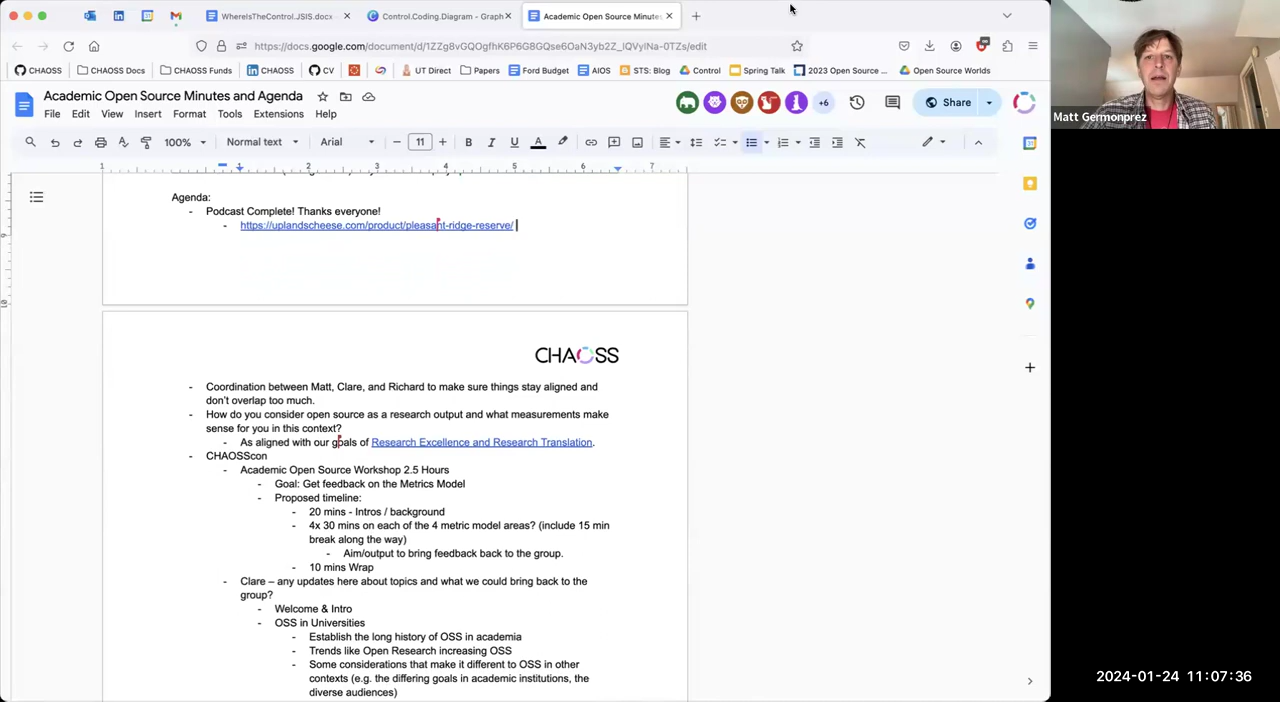 WhereIsTheControl.JSIS.docx
Control.Coding.Diagram - Graph
Academic Open Source Minutes
https://docs.google.com/document/d/1ZZg8vGQOgfhK6P6G8GQse6OaN3yb2Z_lQVylNa-0TZs/edit
CHAOSS
CHAOSS Docs
CHAOSS Funds
CHAOSS
CV
UT Direct
Papers
Ford Budget
AIOS
STS: Blog
Control
Spring Talk
2023 Open Source ...
Open Source Worlds
Academic Open Source Minutes and Agenda
File Edit View Insert Format Tools Extensions Help
+6
Share
100%
Normal text
Arial
11
B I U A
1 2 3 4 5 6 7
Agenda:
- Podcast Complete! Thanks everyone!
- https://uplandscheese.com/product/pleasant-ridge-reserve/
CHAOSS
- Coordination between Matt, Clare, and Richard to make sure things stay aligned and
don't overlap too much.
- How do you consider open source as a research output and what measurements make
sense for you in this context?
- As aligned with our goals of Research Excellence and Research Translation.
- CHAOSScon
- Academic Open Source Workshop 2.5 Hours
- Goal: Get feedback on the Metrics Model
- Proposed timeline:
- 20 mins - Intros / background
- 4x 30 mins on each of the 4 metric model areas? (include 15 min
break along the way)
- Aim/output to bring feedback back to the group.
- 10 mins Wrap
- Clare – any updates here about topics and what we could bring back to the
group?
- Welcome & Intro
- OSS in Universities
- Establish the long history of OSS in academia
- Trends like Open Research increasing OSS
- Some considerations that make it different to OSS in other
contexts (e.g. the differing goals in academic institutions, the
diverse audiences)
Matt Germonprez
2024-01-24 11:07:36